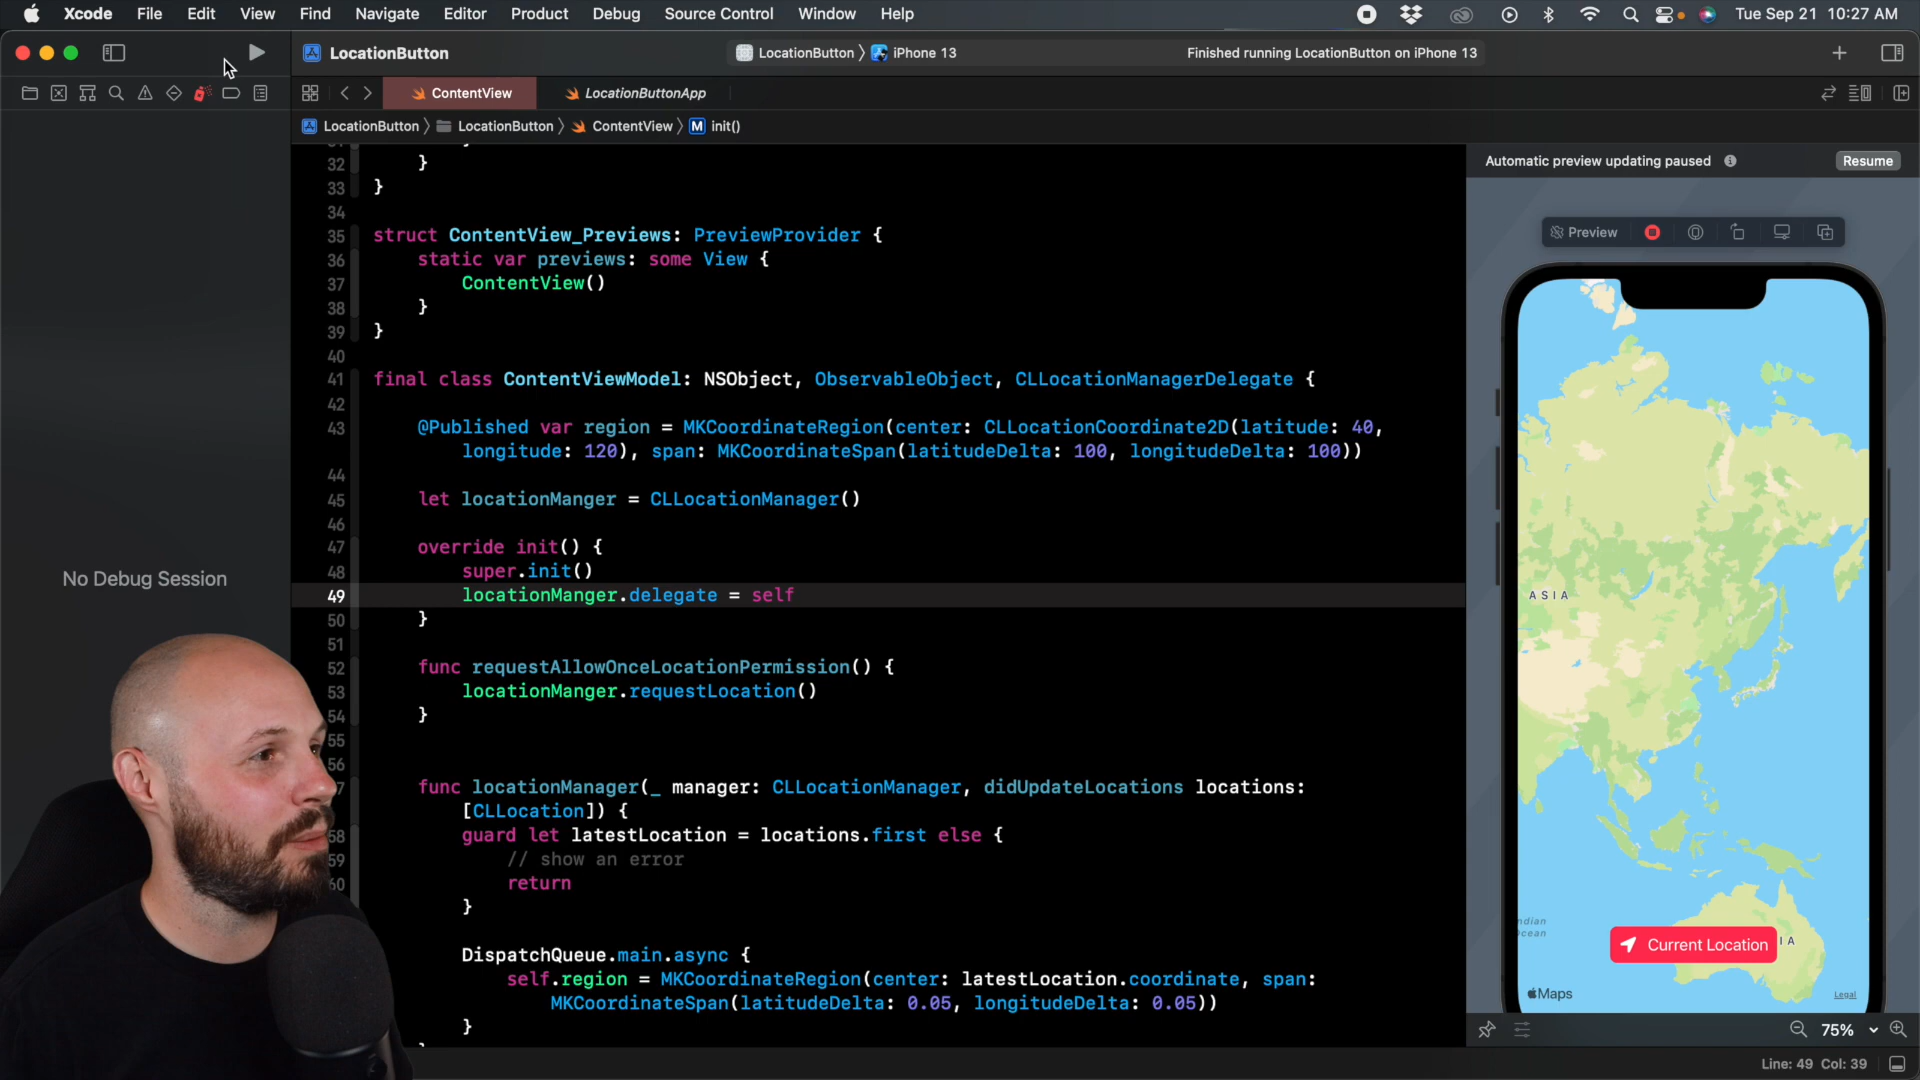 Xcode File Edit View Find Navigate Editor Product Debug Source Control Window Help
Tue Sep 21 10:27 AM
LocationButton
LocationButton 〉 iPhone 13
Finished running LocationButton on iPhone 13
ContentView
LocationButtonApp
LocationButton 〉 LocationButton 〉 ContentView 〉 M init()
Automatic preview updating paused
Resume
Preview
No Debug Session
32 }
33 }
34
35 struct ContentView_Previews: PreviewProvider {
36 static var previews: some View {
37 ContentView()
38 }
39 }
40
41 final class ContentViewModel: NSObject, ObservableObject, CLLocationManagerDelegate {
42
43 @Published var region = MKCoordinateRegion(center: CLLocationCoordinate2D(latitude: 40,
longitude: 120), span: MKCoordinateSpan(latitudeDelta: 100, longitudeDelta: 100))
44
45 let locationManger = CLLocationManager()
46
47 override init() {
48 super.init()
49 locationManger.delegate = self
50 }
51
52 func requestAllowOnceLocationPermission() {
53 locationManger.requestLocation()
54 }
55
56
7 func locationManager(_ manager: CLLocationManager, didUpdateLocations locations:
[CLLocation]) {
58 guard let latestLocation = locations.first else {
59 // show an error
60 return
}
DispatchQueue.main.async {
self.region = MKCoordinateRegion(center: latestLocation.coordinate, span:
MKCoordinateSpan(latitudeDelta: 0.05, longitudeDelta: 0.05))
}
ASIA
Current Location
IA
Maps
Legal
75%
Line: 49 Col: 39